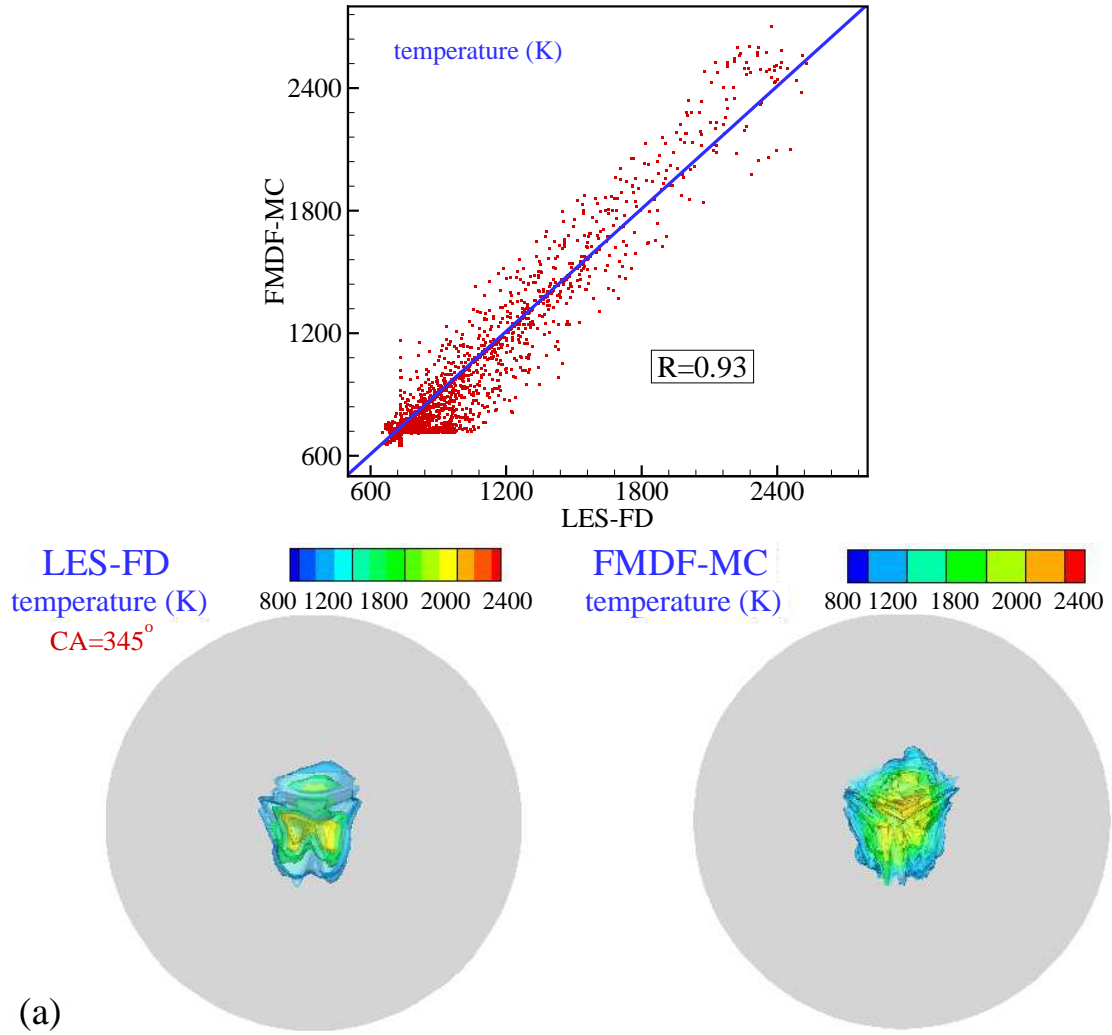 temperature (K)
2400
1800
1200
600
FMDF-MC
R=0.93
600 1200 1800 2400
LES-FD
LES-FD
temperature (K)
CA=345°
800 1200 1800 2000 2400
FMDF-MC
temperature (K)
800 1200 1800 2000 2400
(a)